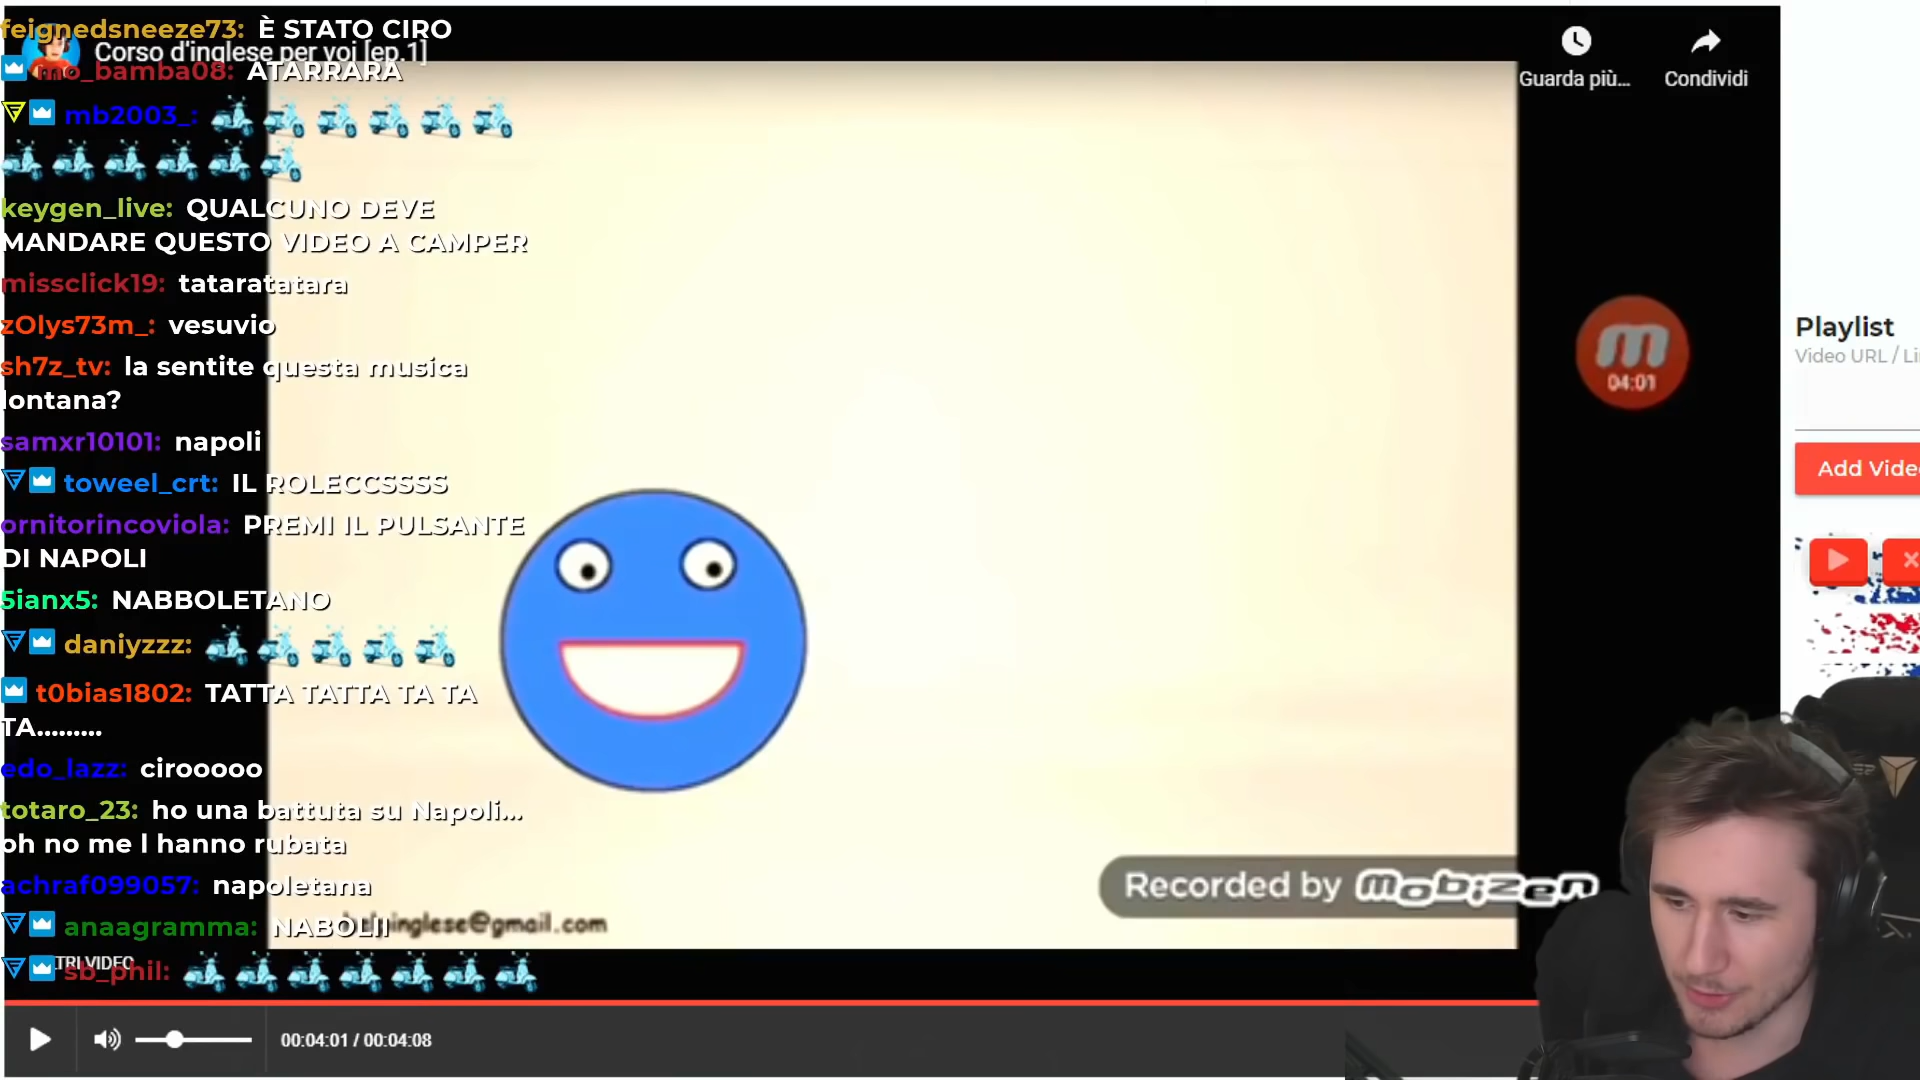 feignedsneeze73: È STATO CIRO
Corso d'inglese per voi [ep.1]
mo_bamba08: ATARRARA
Guarda più...
Condividi
mb2003_:
keygen_live: QUALCUNO DEVE
MANDARE QUESTO VIDEO A CAMPER
missclick19: tataratatara
zOlys73m_: vesuvio
sh7z_tv: la sentite questa musica
lontana?
samxr10101: napoli
toweel_crt: IL ROLECCSSSS
ornitorincoviola: PREMI IL PULSANTE
DI NAPOLI
5ianx5: NABBOLETANO
daniyzzz:
t0bias1802: TATTA TATTA TA TA
TA.........
edo_lazz: cirooooo
totaro_23: ho una battuta su Napoli...
oh no me l hanno rubata
achraf099057: napoletana
anaagramma: NABOLII
sb_phil:
VIDEO
m
04:01
Playlist
Video URL /
Add
Recorded by mobizen
00:04:01 / 00:04:08